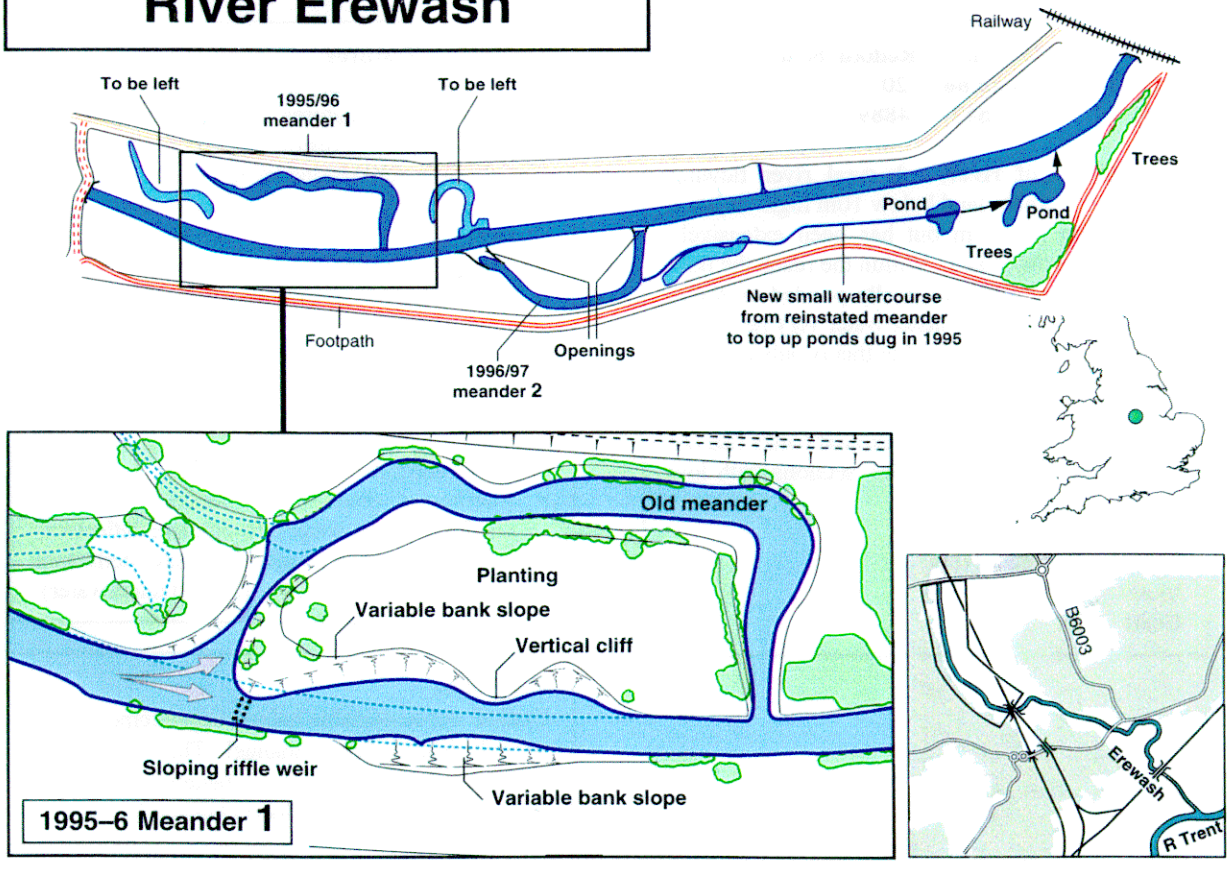 River Erewash
Railway
To be left
1995/96
meander 1
To be left
Trees
Pond
Pond
Trees
New small watercourse
from reinstated meander
to top up ponds dug in 1995
Footpath
Openings
1996/97
meander 2
Old meander
Planting
Variable bank slope
Vertical cliff
Sloping riffle weir
Variable bank slope
1995–6 Meander 1
B6003
Erewash
R Trent